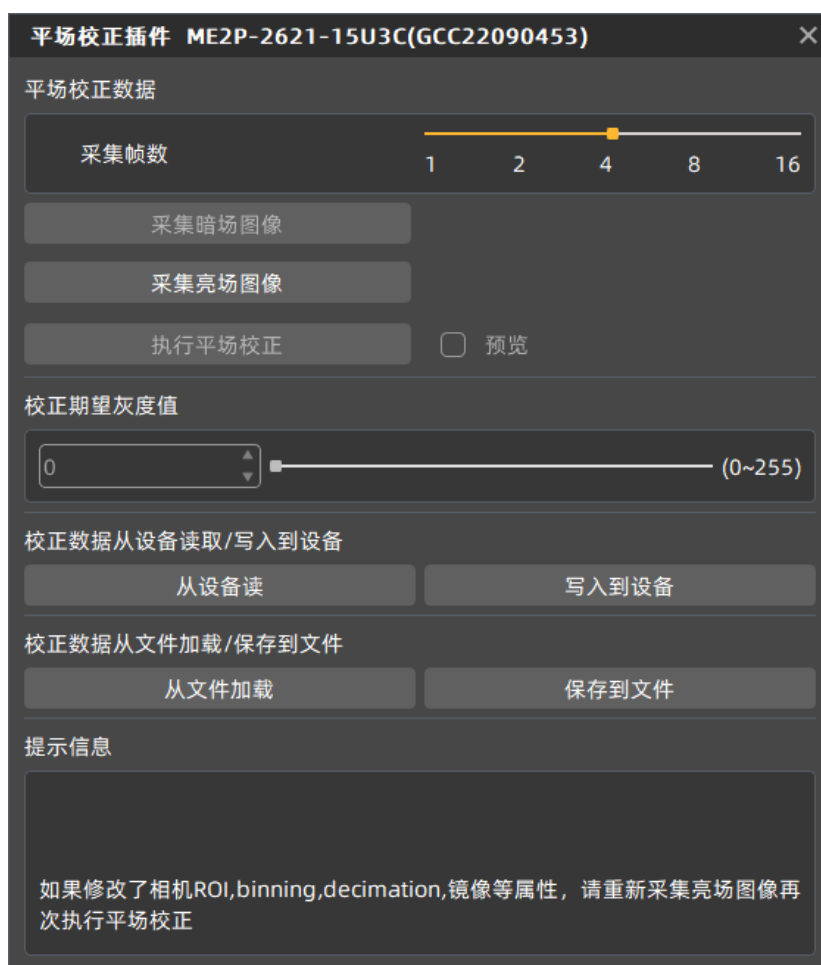 平场校正插件 ME2P-2621-15U3C(GCC22090453)
平场校正数据
采集帧数
1 2 4 8 16
采集暗场图像
采集亮场图像
执行平场校正 预览
校正期望灰度值
0 (0~255)
校正数据从设备读取/写入到设备
从设备读 写入到设备
校正数据从文件加载/保存到文件
从文件加载 保存到文件
提示信息
如果修改了相机ROI,binning,decimation,镜像等属性，请重新采集亮场图像再
次执行平场校正